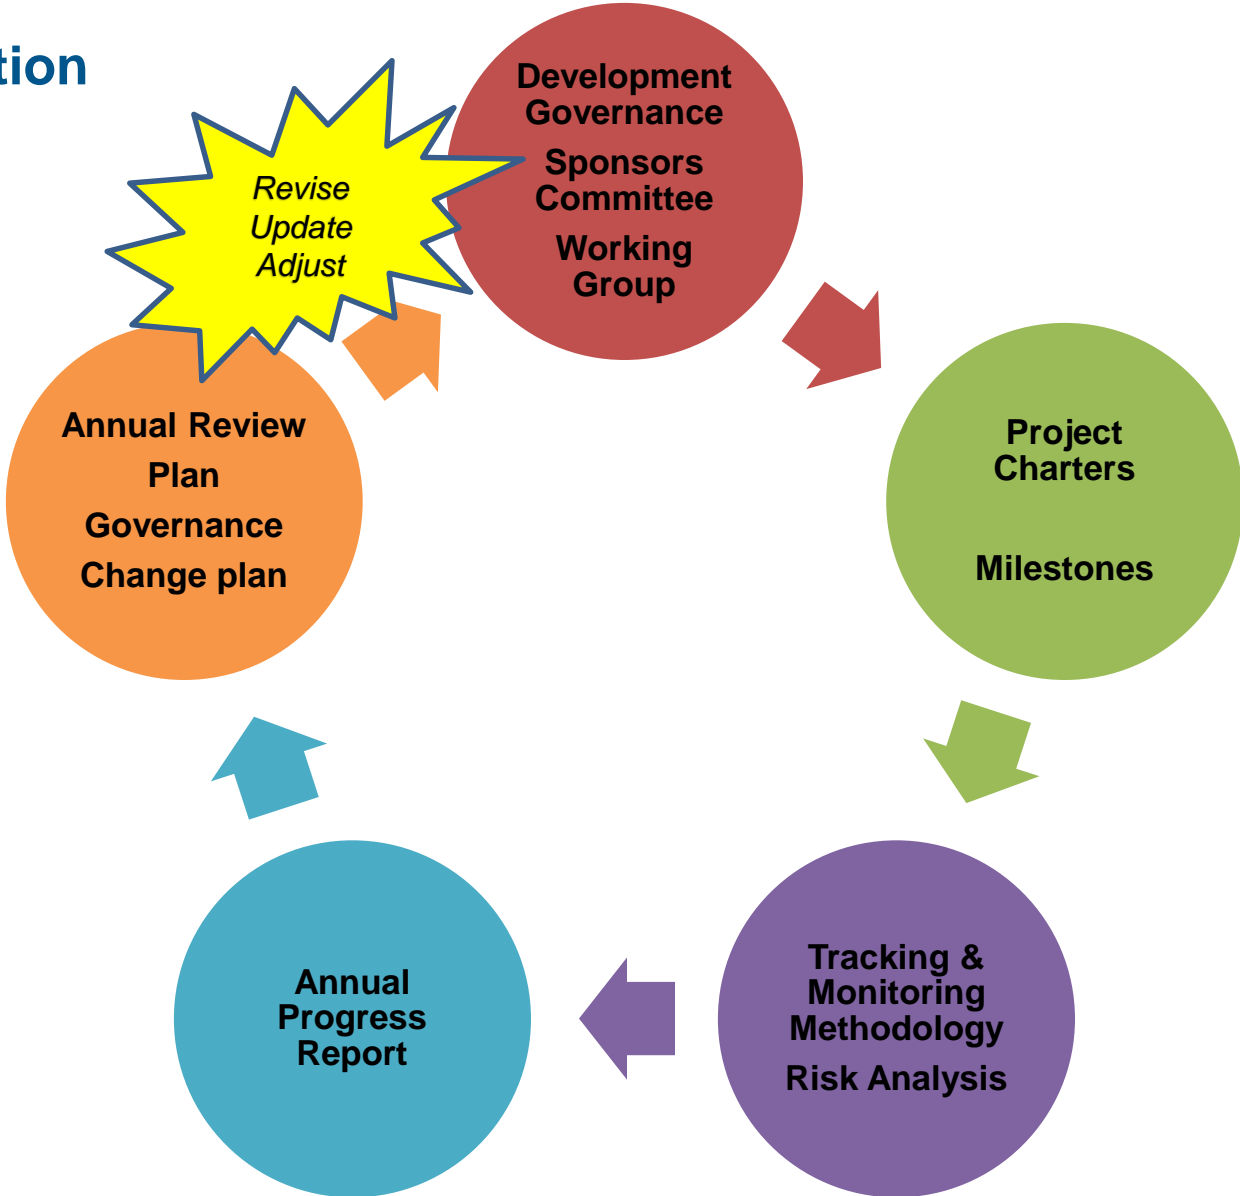 tion
Development
Governance
Sponsors
Committee
Working
Group
Revise
Update
Adjust
Project
Charters
Milestones
Tracking &
Monitoring
Methodology
Risk Analysis
Annual
Progress
Report
Annual Review
Plan
Governance
Change plan